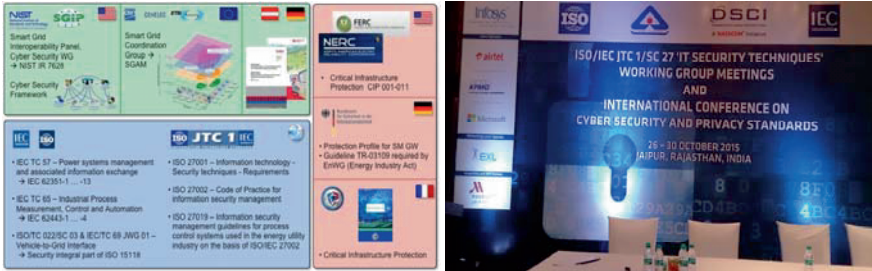 NIST
SGIP
Smart Grid
Interoperability Panel,
Cyber Security WG
→ NIST IR 7628
Cyber Security
Framework
CENELEC
Smart Grid
Coordination
Group →
SGAM
FERC
NERC
• Critical Infrastructure
Protection CIP 001-011
• Protection Profile for SM GW
• Guideline TR-03109 required by
EnWG (Energy Industry Act)
• Critical Infrastructure Protection
IEC ISO
• IEC TC 57 – Power systems management
and associated information exchange
→ IEC 62351-1 ... -13
• IEC TC 65 – Industrial Process
Measurement, Control and Automation
→ IEC 62443-1 ... -4
• ISO/TC 022/SC 03 & IEC/TC 69 JWG 01 –
Vehicle-to-Grid Interface
→ Security integral part of ISO 15118
ISO JTC 1 IEC
• ISO 27001 – Information technology -
Security techniques - Requirements
• ISO 27002 – Code of Practice for
information security management
• ISO 27019 – Information security
management guidelines for process
control systems used in the energy utility
industry on the basis of ISO/IEC 27002
Infosys
airtel
KPMG
Microsoft
EXL
ISO
DSCI
IEC
ISO/IEC JTC 1/SC 27 'IT SECURITY TECHNIQUES'
WORKING GROUP MEETINGS
AND
INTERNATIONAL CONFERENCE ON
CYBER SECURITY AND PRIVACY STANDARDS
26 - 30 OCTOBER 2015
JAIPUR, RAJASTHAN, INDIA